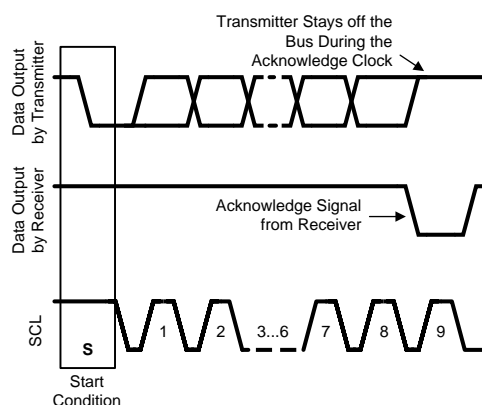 Transmitter Stays off the
Bus During the
Acknowledge Clock
Data Output
by Transmitter
Data Output
by Receiver
Acknowledge Signal
from Receiver
SCL
S
1
2
3...6
7
8
9
Start
Condition